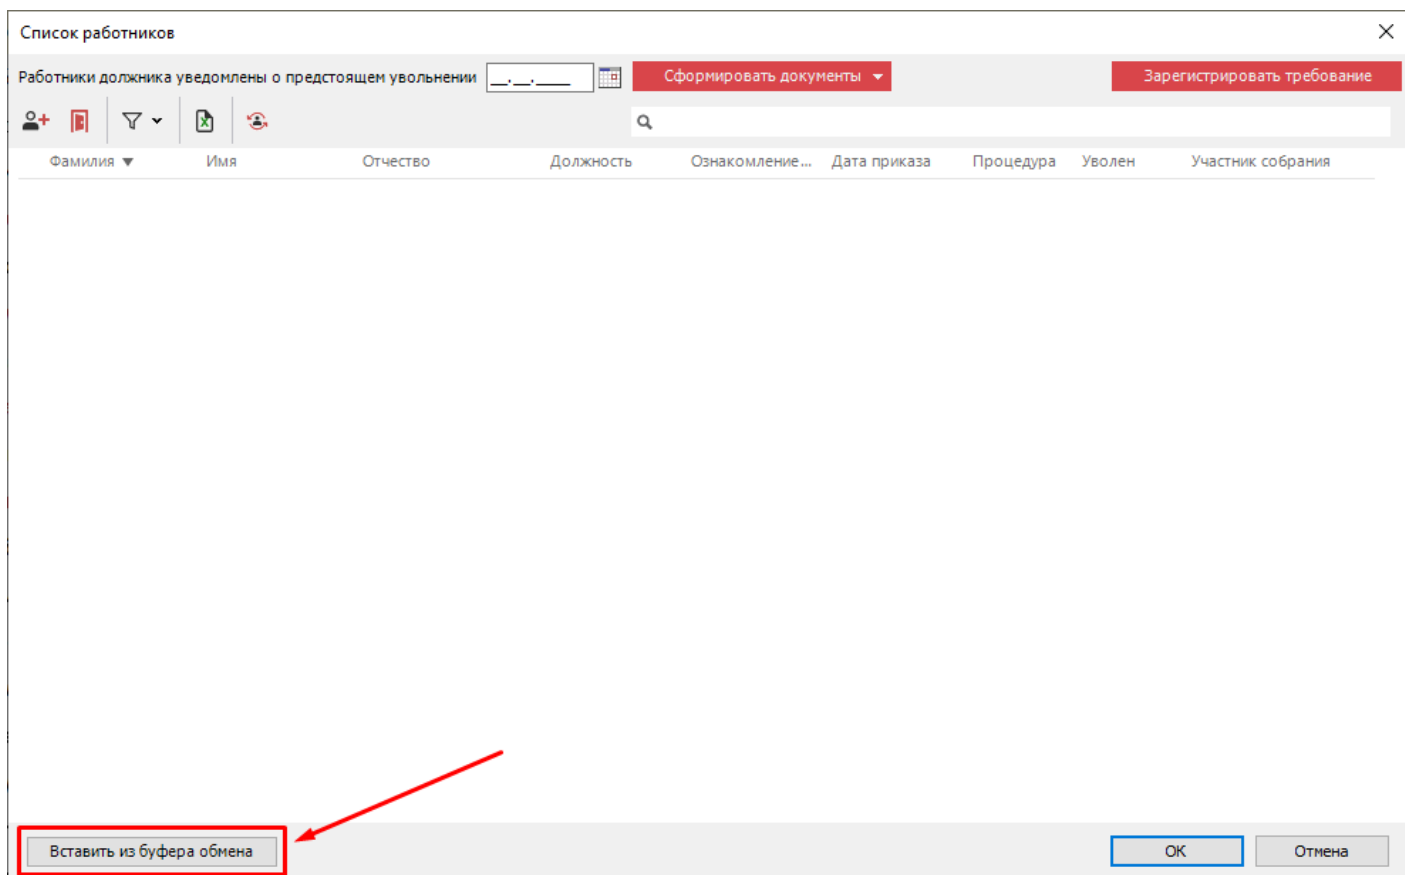 Список работников
Работники должника уведомлены о предстоящем увольнении __.__.____ Сформировать документы Зарегистрировать требование
Фамилия Имя Отчество Должность Ознакомление... Дата приказа Процедура Уволен Участник собрания
Вставить из буфера обмена ОК Отмена